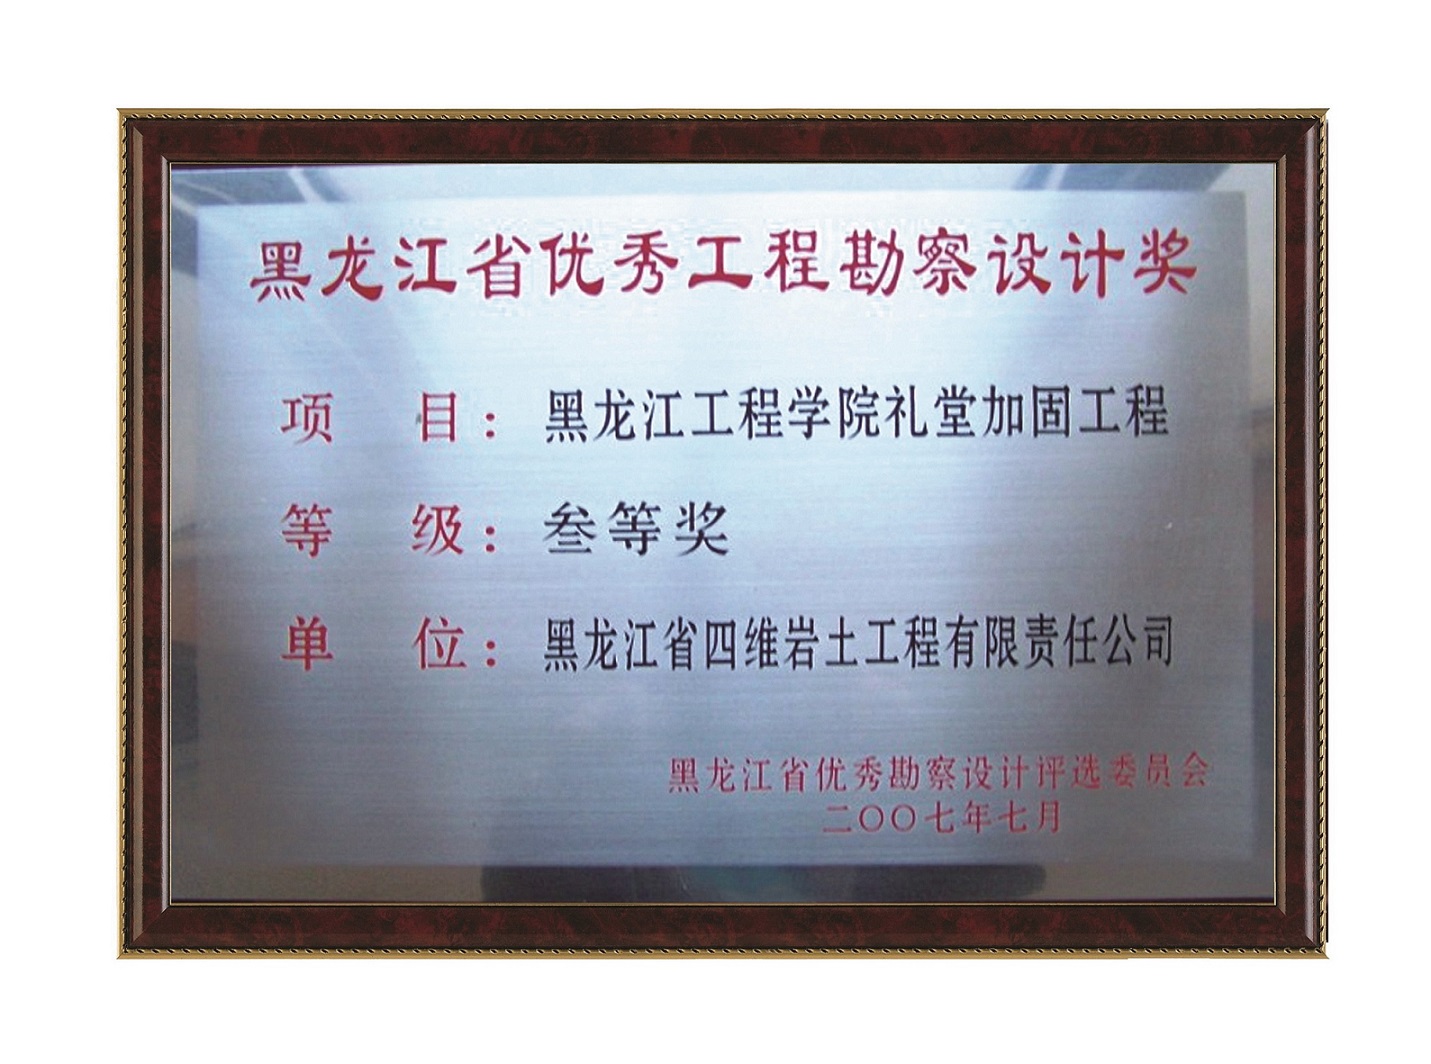 黑龙江省优秀工程勘察设计奖
项 目：黑龙江工程学院礼堂加固工程
等 级：叁等奖
单 位：黑龙江省四维岩土工程有限责任公司
黑龙江省优秀勘察设计评选委员会
二〇〇七年七月